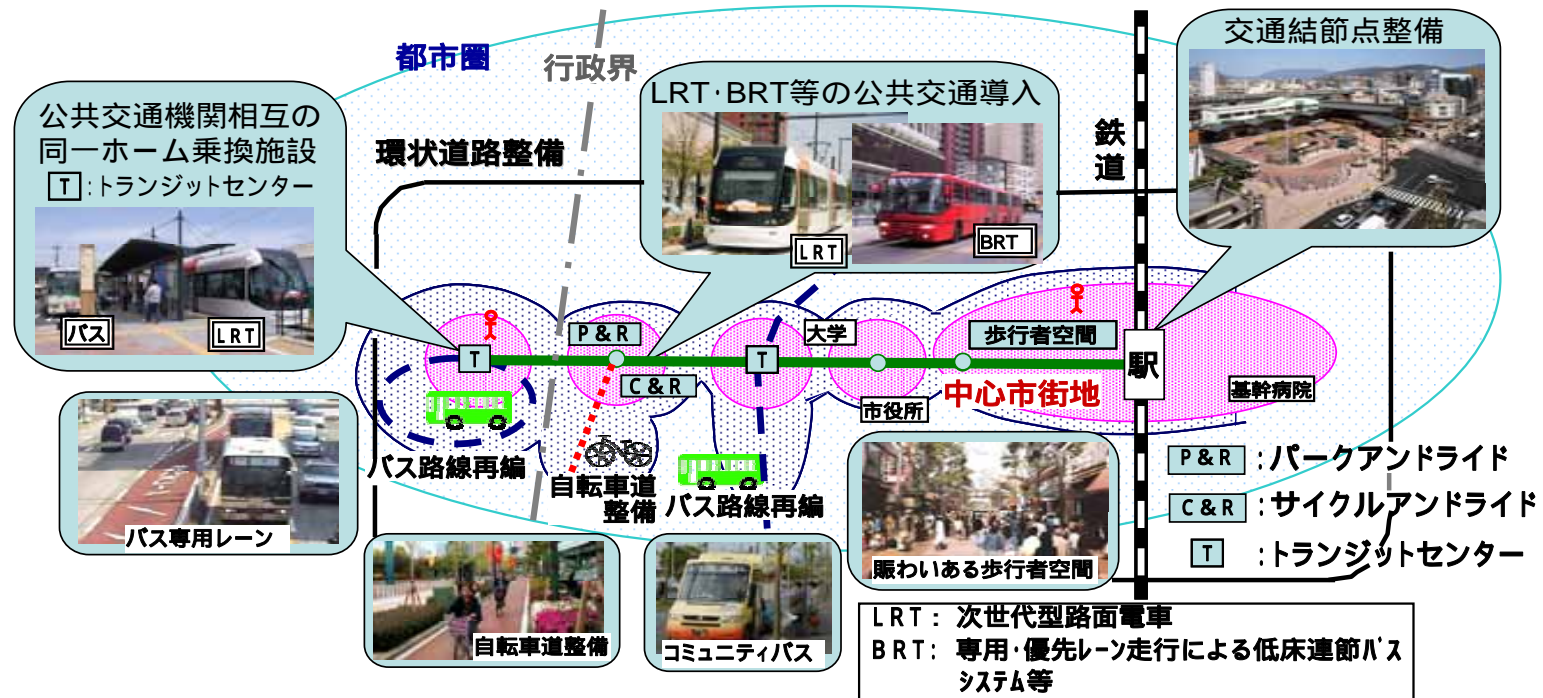 都市圏
行政界
交通結節点整備
公共交通機関相互の
同一ホーム乗換施設
T:トランジットセンター
バス
LRT
LRT･BRT等の公共交通導入
LRT
BRT
環状道路整備
鉄
道
P&R
大学
歩行者空間
T
T
駅
C&R
市役所
中心市街地
基幹病院
バス路線再編
自転車道
整備
バス路線再編
バス専用レーン
自転車道整備
コミュニティバス
賑わいある歩行者空間
P&R:パークアンドライド
C&R:サイクルアンドライド
T:トランジットセンター
LRT: 次世代型路面電車
BRT: 専用･優先レーン走行による低床連節バス
システム等